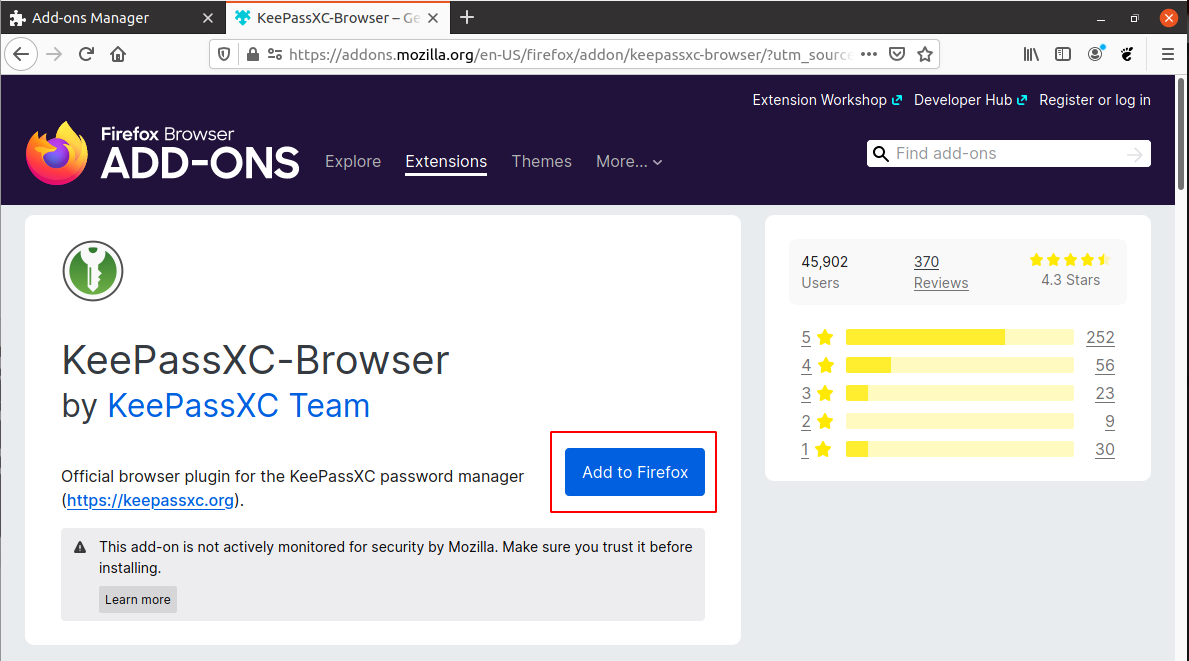 Add-ons Manager
KeePassXC-Browser – Ge
https://addons.mozilla.org/en-US/firefox/addon/keepassxc-browser/?utm_source
Extension Workshop
Developer Hub
Register or log in
Firefox Browser
ADD-ONS
Explore
Extensions
Themes
More...
Find add-ons
KeePassXC-Browser
by KeePassXC Team
Official browser plugin for the KeePassXC password manager
(https://keepassxc.org).
Add to Firefox
This add-on is not actively monitored for security by Mozilla. Make sure you trust it before
installing.
Learn more
45,902
Users
370
Reviews
4.3 Stars
5 252
4 56
3 23
2 9
1 30